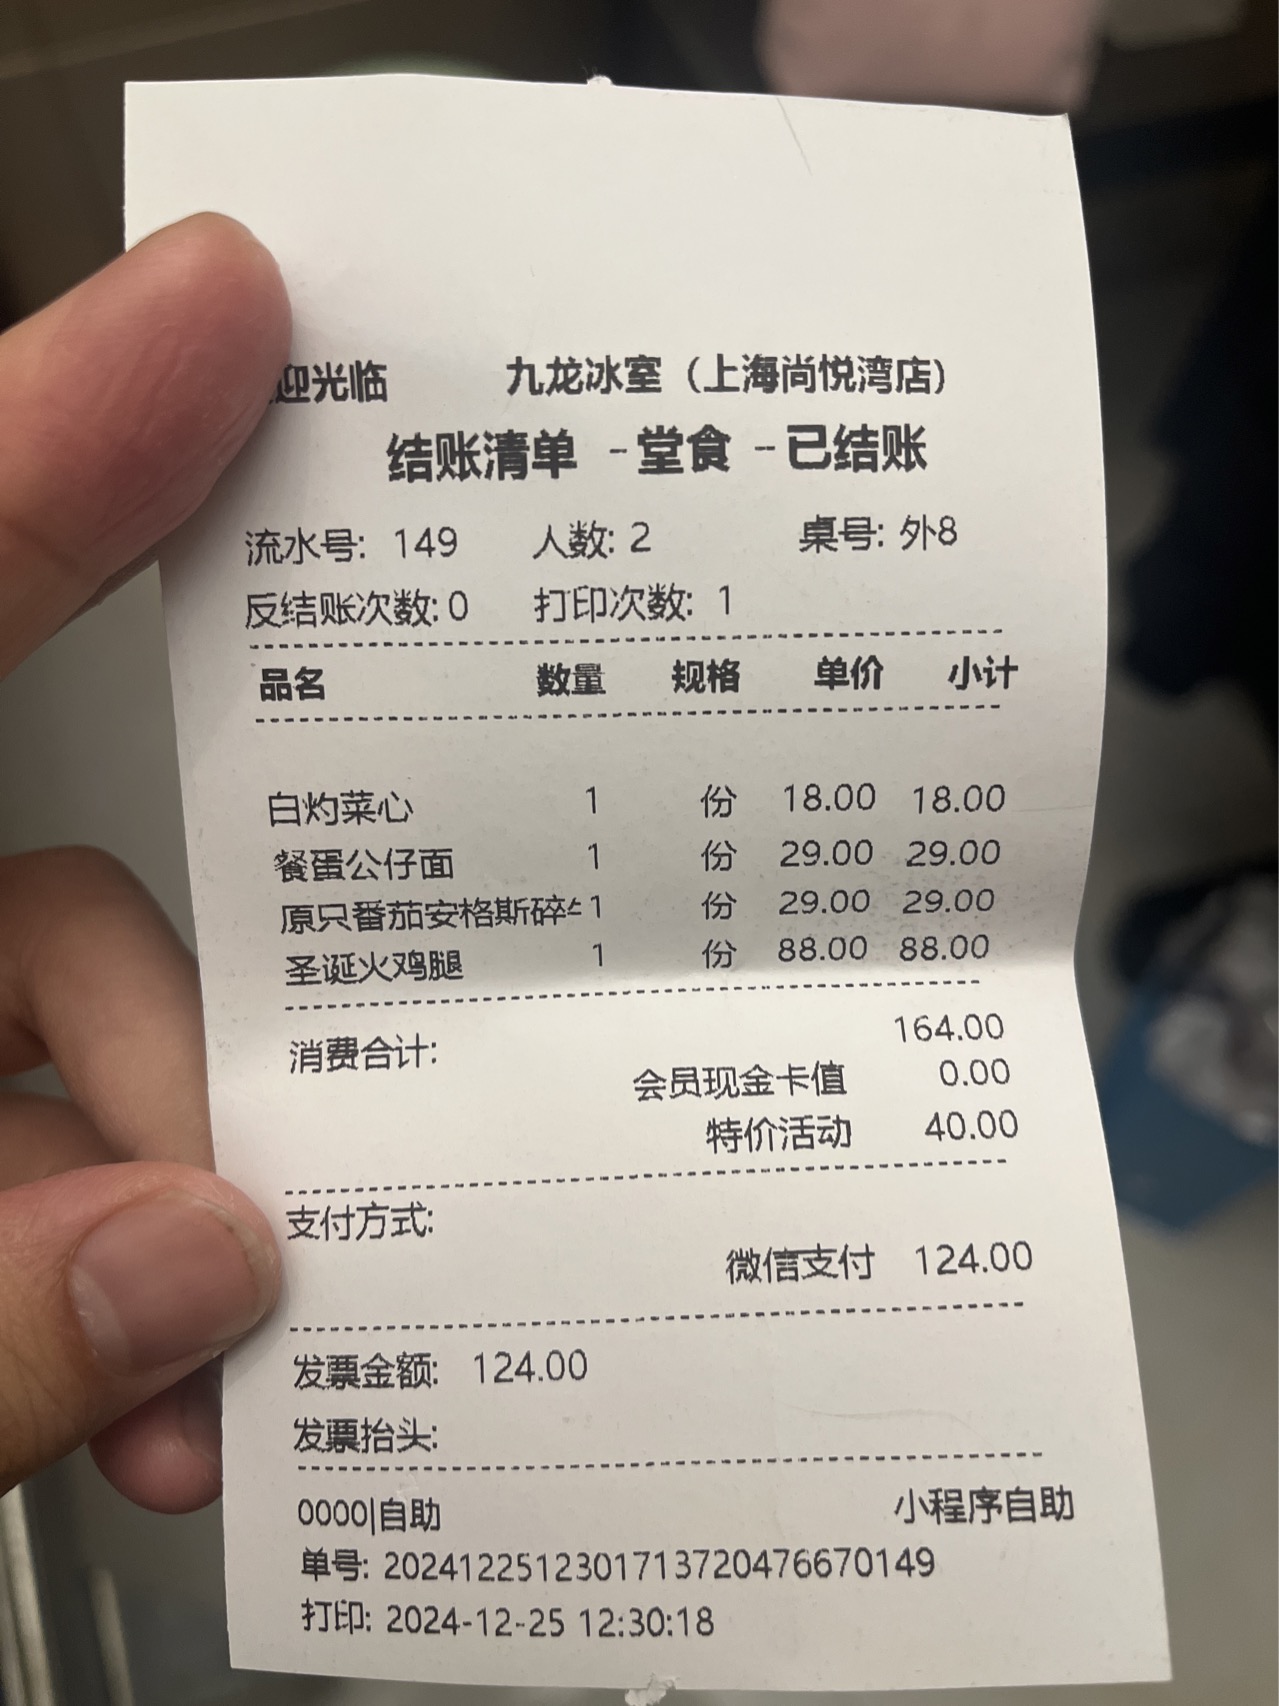 迎光临 九龙冰室（上海尚悦湾店）
结账清单 -堂食 -已结账
流水号: 149 人数: 2 桌号: 外8
反结账次数: 0 打印次数: 1
品名 数量 规格 单价 小计
白灼菜心 1 份 18.00 18.00
餐蛋公仔面 1 份 29.00 29.00
原只番茄安格斯碎 1 份 29.00 29.00
圣诞火鸡腿 1 份 88.00 88.00
消费合计: 164.00
会员现金卡值 0.00
特价活动 40.00
支付方式:
微信支付 124.00
发票金额: 124.00
发票抬头:
0000|自助 小程序自助
单号: 20241225123017137204766​70149
打印: 2024-12-25 12:30:18